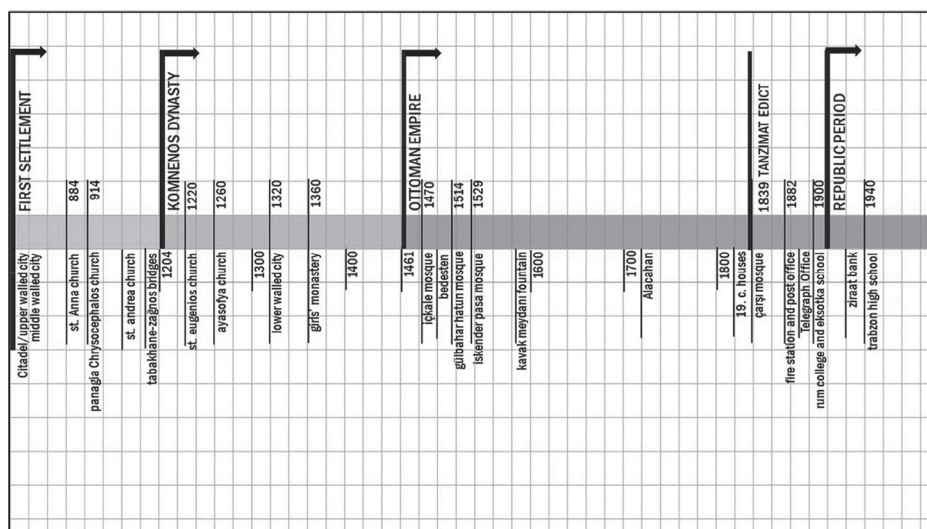 FIRST SETTLEMENT
884
914
KOMNENOS DYNASTY
1220
1260
1320
1360
OTTOMAN EMPIRE
1470
1514
1529
1839 TANZIMAT EDICT
1882
1900
REPUBLIC PERIOD
1940
Citadel/upper walled city
middle walled city
st. Anna church
panagia Chrysocephalos church
st. andrea church
tabakhane-zağnos bridges
1204
st. eugenios church
ayasofya church
1300
lower walled city
girls' monastery
1400
1461
içkale mosque
bedesten
gülbahar hatun mosque
iskender pasa mosque
kavak meydanı fountain
1600
1700
Alacahan
1800
19. c. houses
çarşı mosque
fire station and post office
Telegraph Office
rum college and eksotka school
ziraat bank
trabzon high school